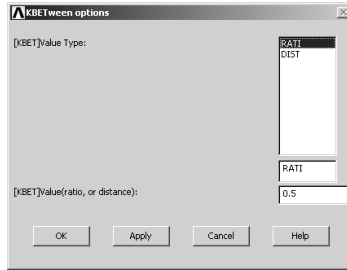 KBETween options
[KBET]Value Type:
RATI
DIST
RATI
[KBET]Value(ratio, or distance):
0.5
OK Apply Cancel Help